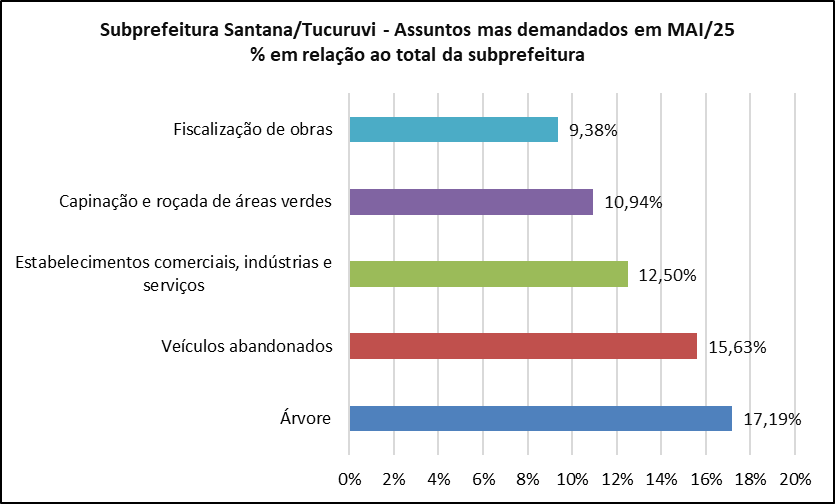 Subprefeitura Santana/Tucuruvi - Assuntos mas demandados em MAI/25
% em relação ao total da subprefeitura
Fiscalização de obras
9,38%
Capinação e roçada de áreas verdes
10,94%
Estabelecimentos comerciais, indústrias e
serviços
12,50%
Veículos abandonados
15,63%
Árvore
17,19%
0% 2% 4% 6% 8% 10% 12% 14% 16% 18% 20%